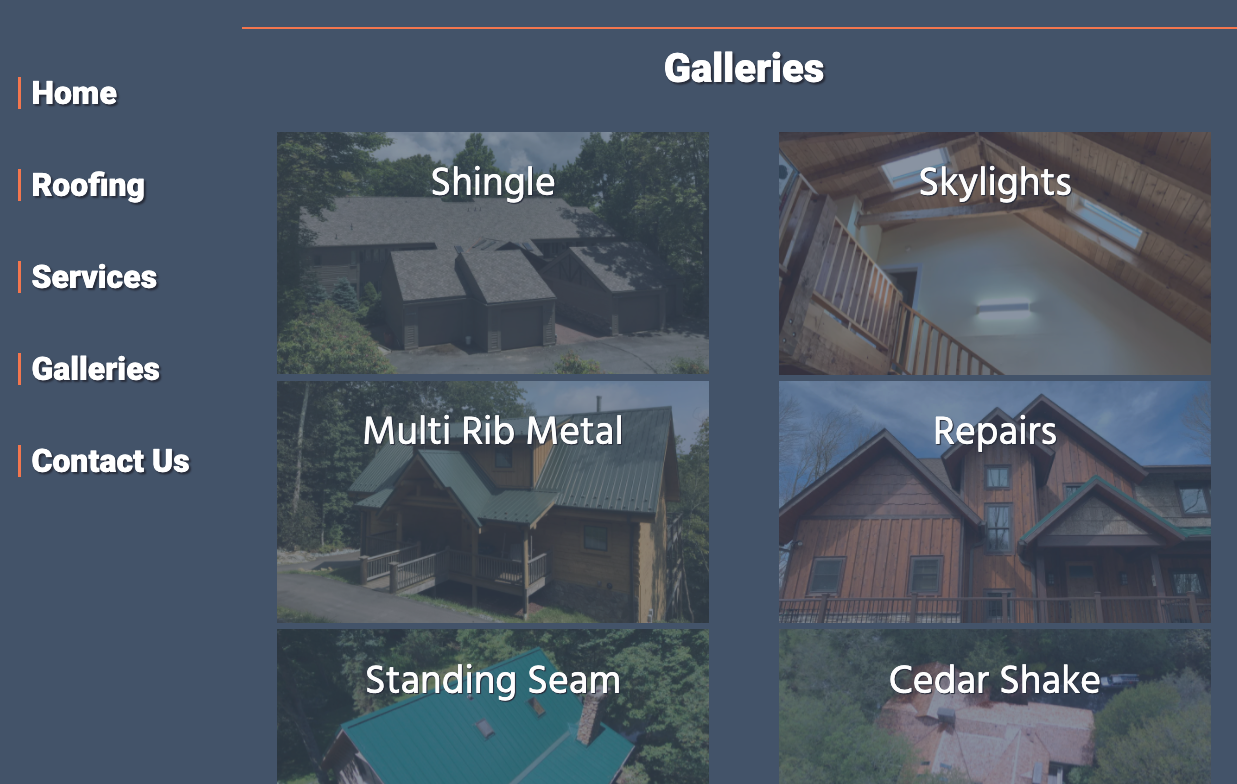 Galleries
Home
Roofing
Services
Galleries
Contact Us
Shingle
Skylights
Multi Rib Metal
Repairs
Standing Seam
Cedar Shake